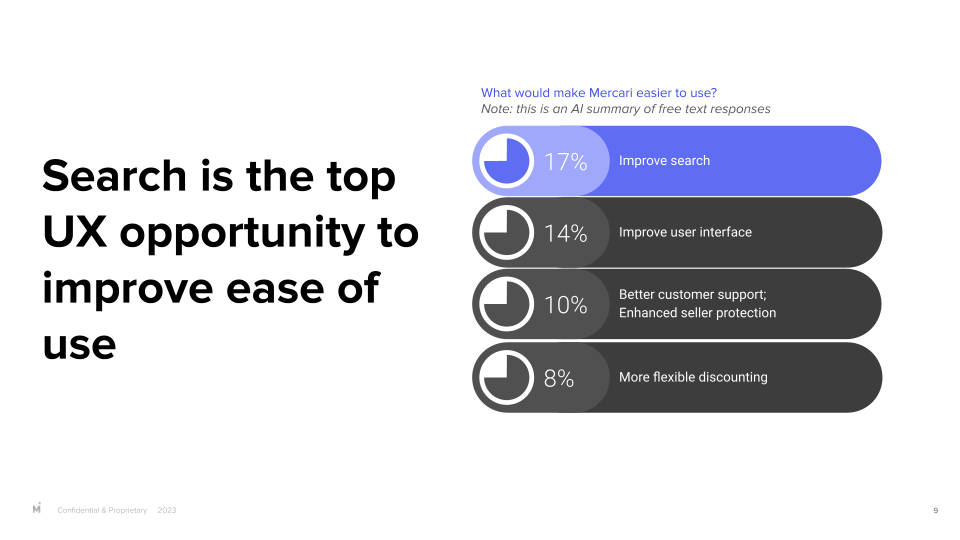 Search is the top
UX opportunity to
improve ease of
use
What would make Mercari easier to use?
Note: this is an AI summary of free text responses
17% Improve search
14% Improve user interface
10% Better customer support;
Enhanced seller protection
8% More flexible discounting
Confidential & Proprietary 2023
9